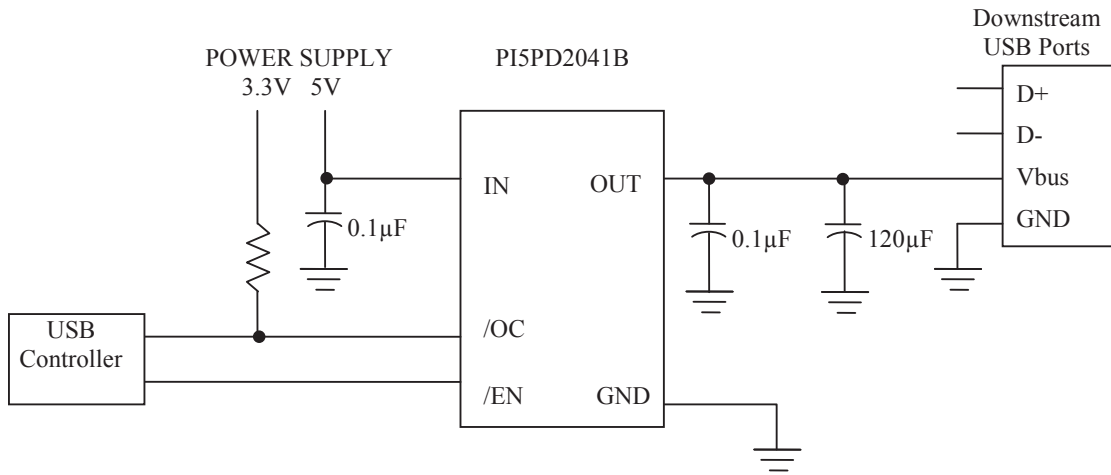 Downstream
USB Ports
POWER SUPPLY
3.3V 5V
PI5PD2041B
D+
D-
IN
OUT
Vbus
GND
0.1µF
0.1µF
120µF
USB
Controller
/OC
/EN
GND